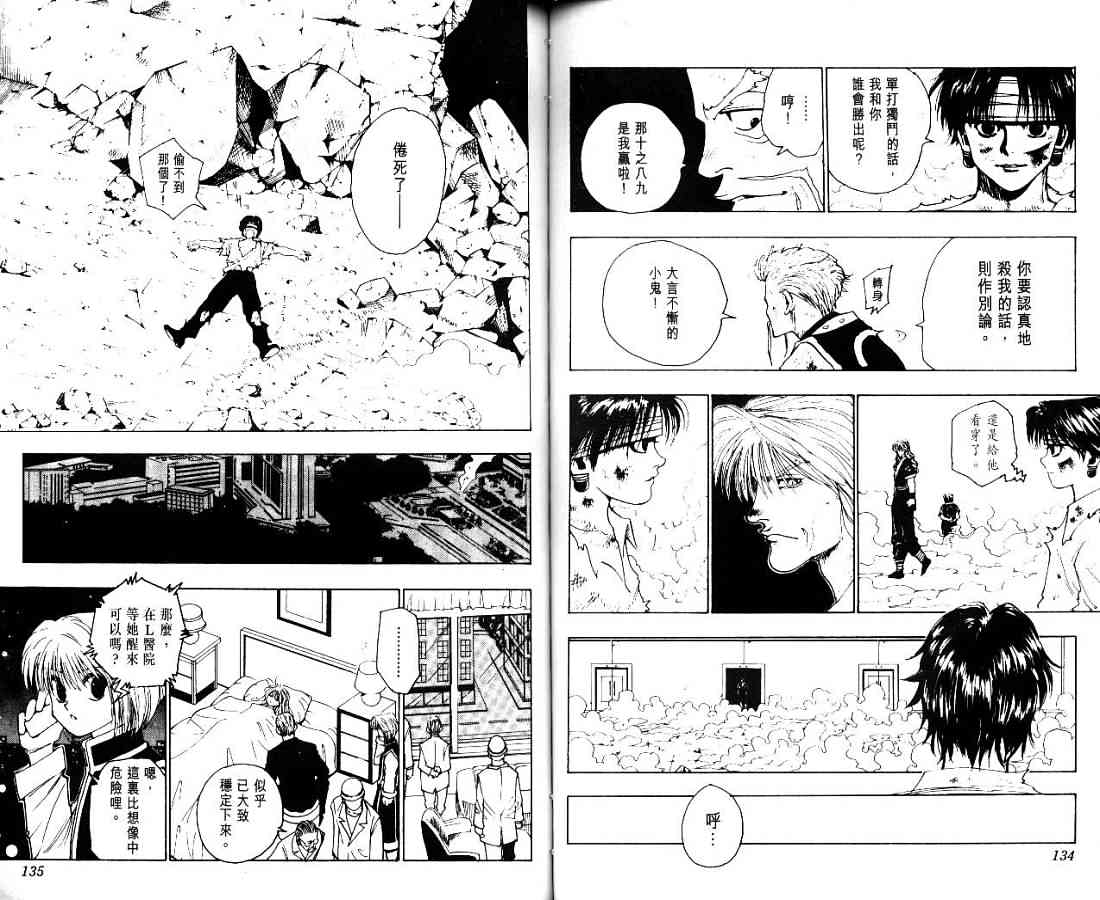 單打獨鬥的話，
我和你
誰會勝出呢？
……
哼！
那十之八九
是我贏啦！
你要認真地
殺我的話，
則作別論。
轉身
大言不慚的
小鬼！
還是給他
看穿了。
呼…
134
倦死了——
偷不到
那個了！
…………
似乎
已大致
穩定下來。
那麼，
在L醫院
等她醒來
可以嗎？
嗯，
這裏比想像中
危險哩。
135